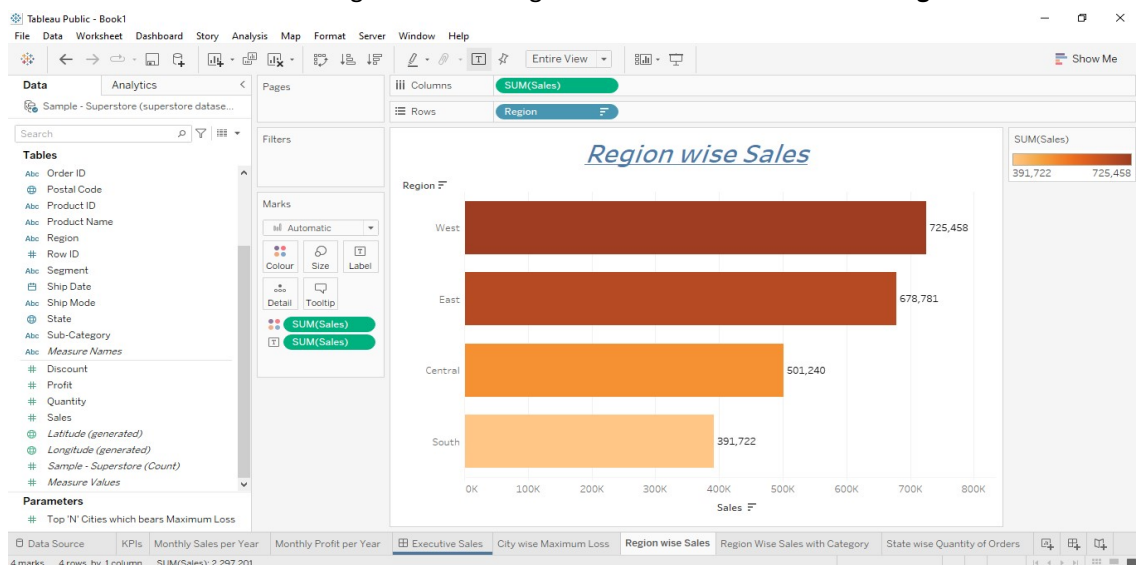 Tableau Public - Book1
File Data Worksheet Dashboard Story Analysis Map Format Server Window Help
Entire View
Show Me
Data Analytics
Sample - Superstore (superstore datase...
Search
Tables
Abc Order ID
Postal Code
Abc Product ID
Abc Product Name
Abc Region
# Row ID
Abc Segment
Ship Date
Abc Ship Mode
State
Abc Sub-Category
Abc Measure Names
# Discount
# Profit
# Quantity
# Sales
Latitude (generated)
Longitude (generated)
# Sample - Superstore (Count)
# Measure Values
Parameters
# Top 'N' Cities which bears Maximum Loss
Pages
Filters
Marks
Automatic
Colour Size Label
Detail Tooltip
SUM(Sales)
SUM(Sales)
Columns SUM(Sales)
Rows Region
Region wise Sales
Region
West 725,458
East 678,781
Central 501,240
South 391,722
0K 100K 200K 300K 400K 500K 600K 700K 800K
Sales
SUM(Sales)
391,722 725,458
Data Source KPIs Monthly Sales per Year Monthly Profit per Year Executive Sales City wise Maximum Loss Region wise Sales Region Wise Sales with Category State wise Quantity of Orders
4 marks 4 rows by 1 column SUM(Sales): 2,297,201